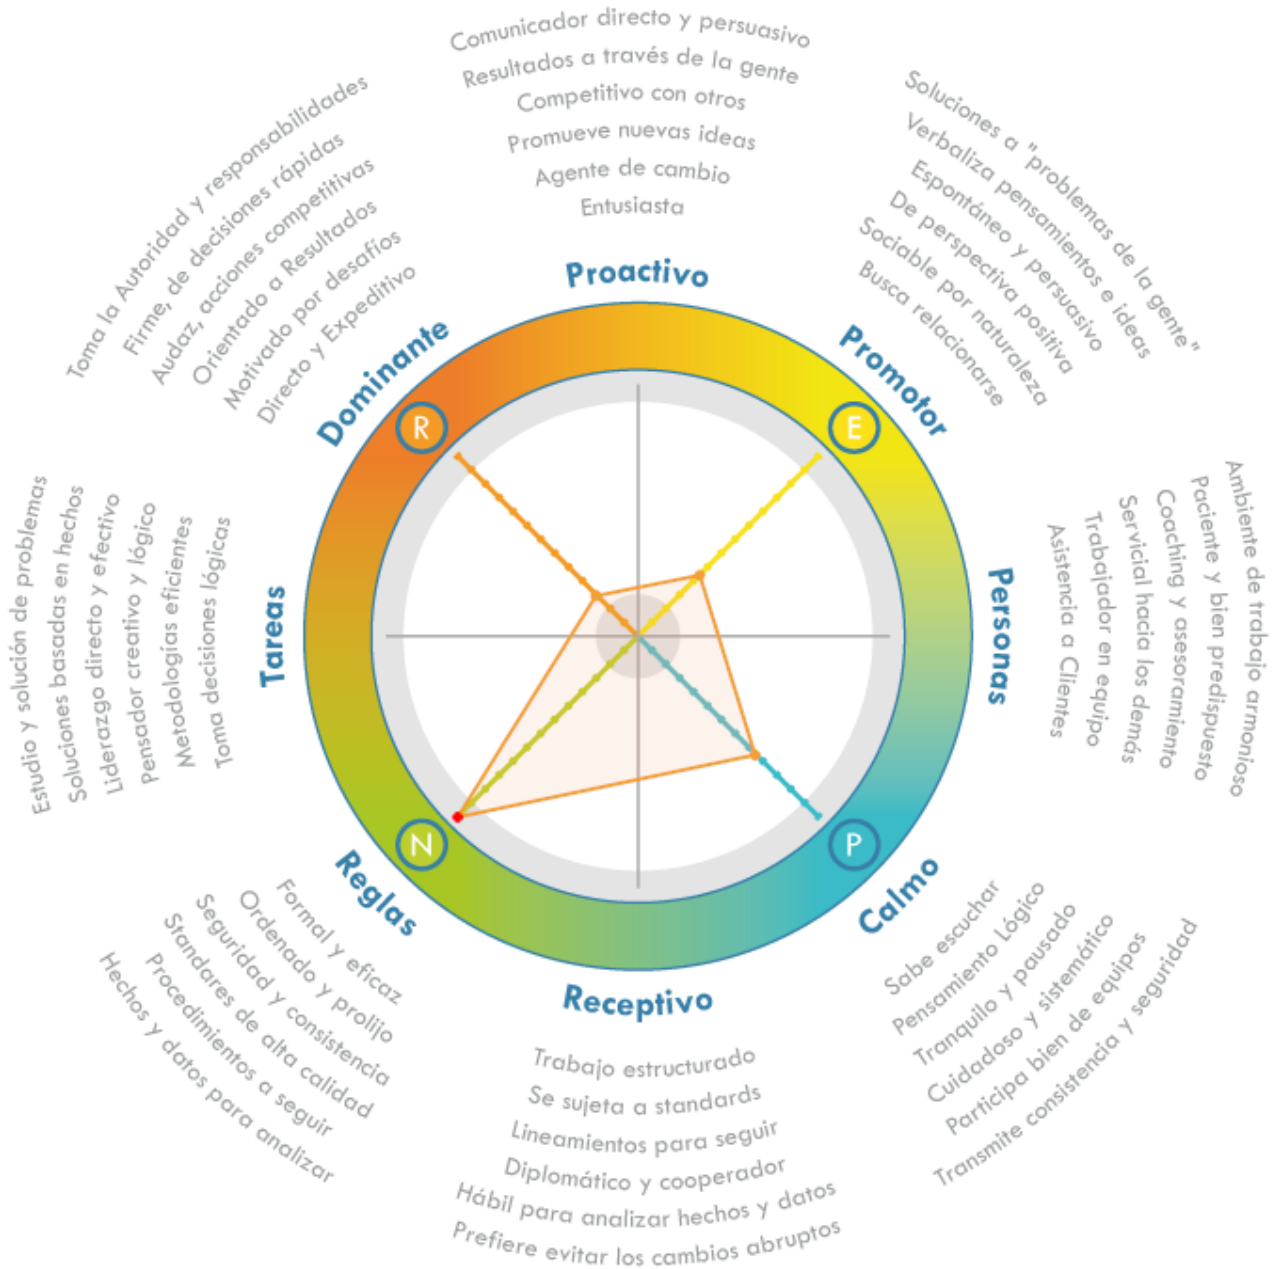 Comunicador directo y persuasivo
Resultados a través de la gente
Competitivo con otros
Promueve nuevas ideas
Agente de cambio
Entusiasta
Proactivo
Soluciones a "problemas de la gente"
Verbaliza pensamientos e ideas
Espontáneo y persuasivo
De perspectiva positiva
Sociable por naturaleza
Busca relacionarse
Promotor
E
Ambiente de trabajo armonioso
Paciente y bien predispuesto
Coaching y asesoramiento
Servicial hacia los demás
Trabajador en equipo
Asistencia a Clientes
Personas
P
Calmo
Sabe escuchar
Pensamiento Lógico
Tranquilo y pausado
Cuidadoso y sistemático
Participa bien de equipos
Transmite consistencia y seguridad
Receptivo
Trabajo estructurado
Se sujeta a standards
Lineamientos para seguir
Diplomático y cooperador
Hábil para analizar hechos y datos
Prefiere evitar los cambios abruptos
N
Reglas
Formal y eficaz
Ordenado y prolijo
Seguridad y consistencia
Standares de alta calidad
Procedimientos a seguir
Hechos y datos para analizar
Estudio y solución de problemas
Soluciones basadas en hechos
Liderazgo directo y efectivo
Pensador creativo y lógico
Metodologías eficientes
Toma decisiones lógicas
Tareas
Toma la Autoridad y responsabilidades
Firme, de decisiones rápidas
Audaz, acciones competitivas
Orientado a Resultados
Motivado por desafíos
Directo y Expeditivo
Dominante
R